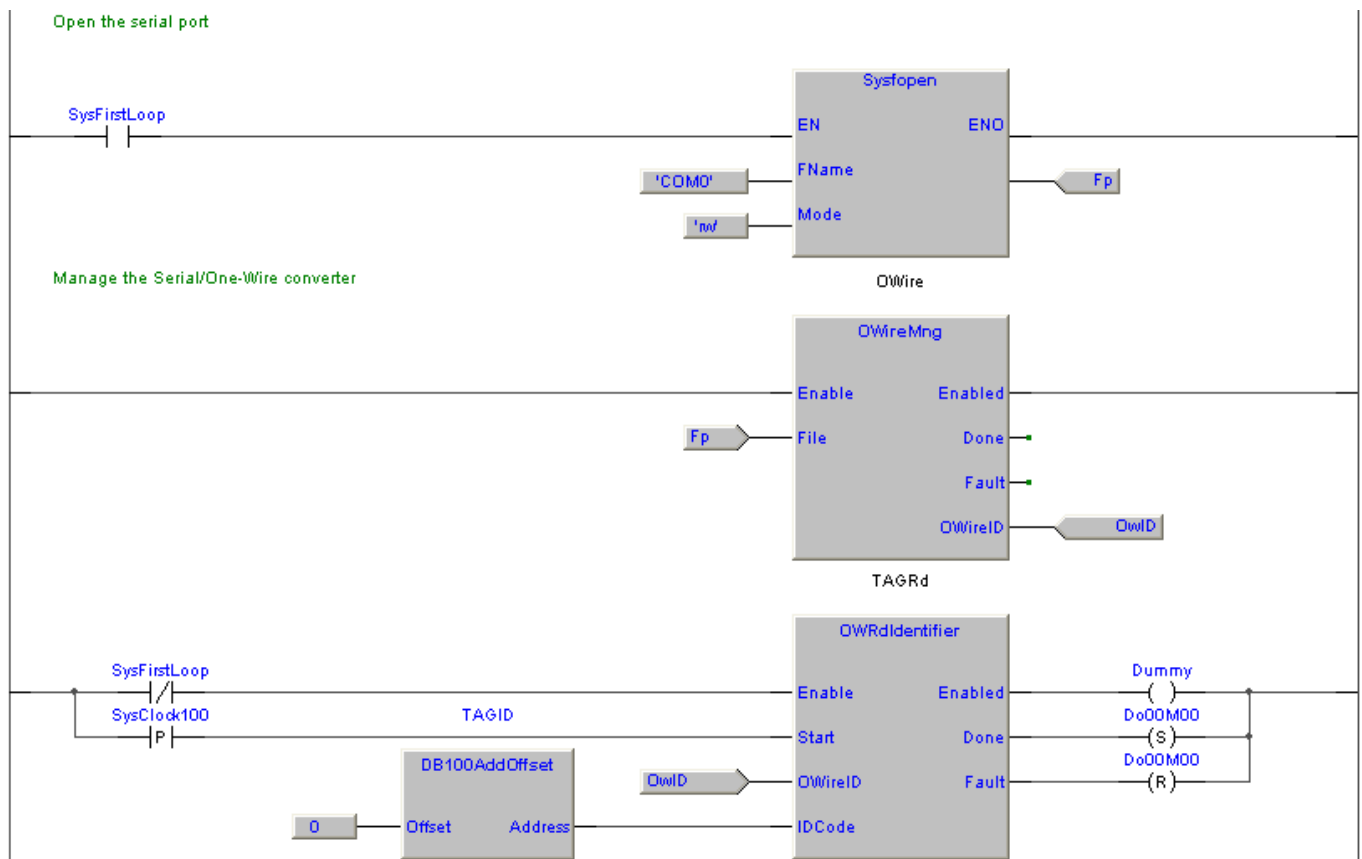 Open the serial port
Sysfopen
SysFirstLoop
EN ENO
'COM0' FName Fp
'rw' Mode
Manage the Serial/One-Wire converter
OWire
OWireMng
Enable Enabled
Fp File Done
Fault
OWireID OwID
TAGRd
OWRdIdentifier
SysFirstLoop Dummy
Enable Enabled
SysClock100 TAGID Do00M00
P Start Done S
DB100AddOffset Do00M00
OwID OWireID Fault R
0 Offset Address IDCode